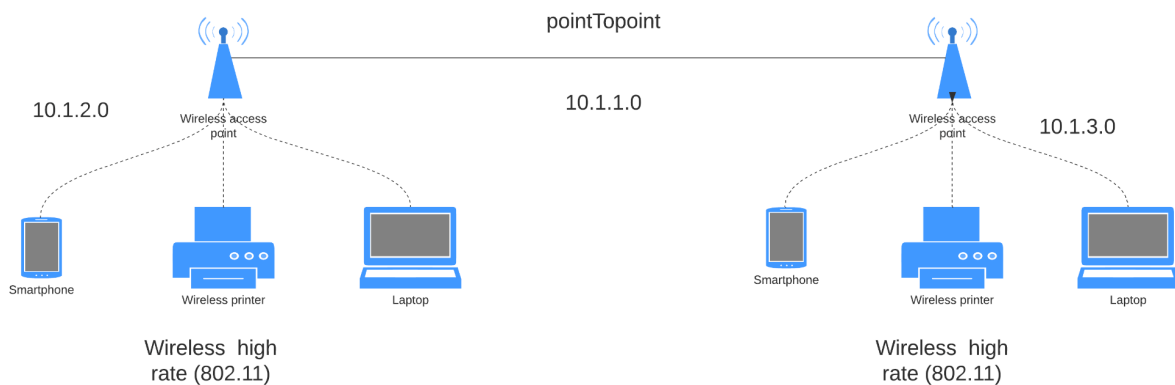 pointTopoint
10.1.2.0
10.1.1.0
Wireless access
point
Wireless access
point
10.1.3.0
Smartphone
Wireless printer
Laptop
Smartphone
Wireless printer
Laptop
Wireless high
rate (802.11)
Wireless high
rate (802.11)